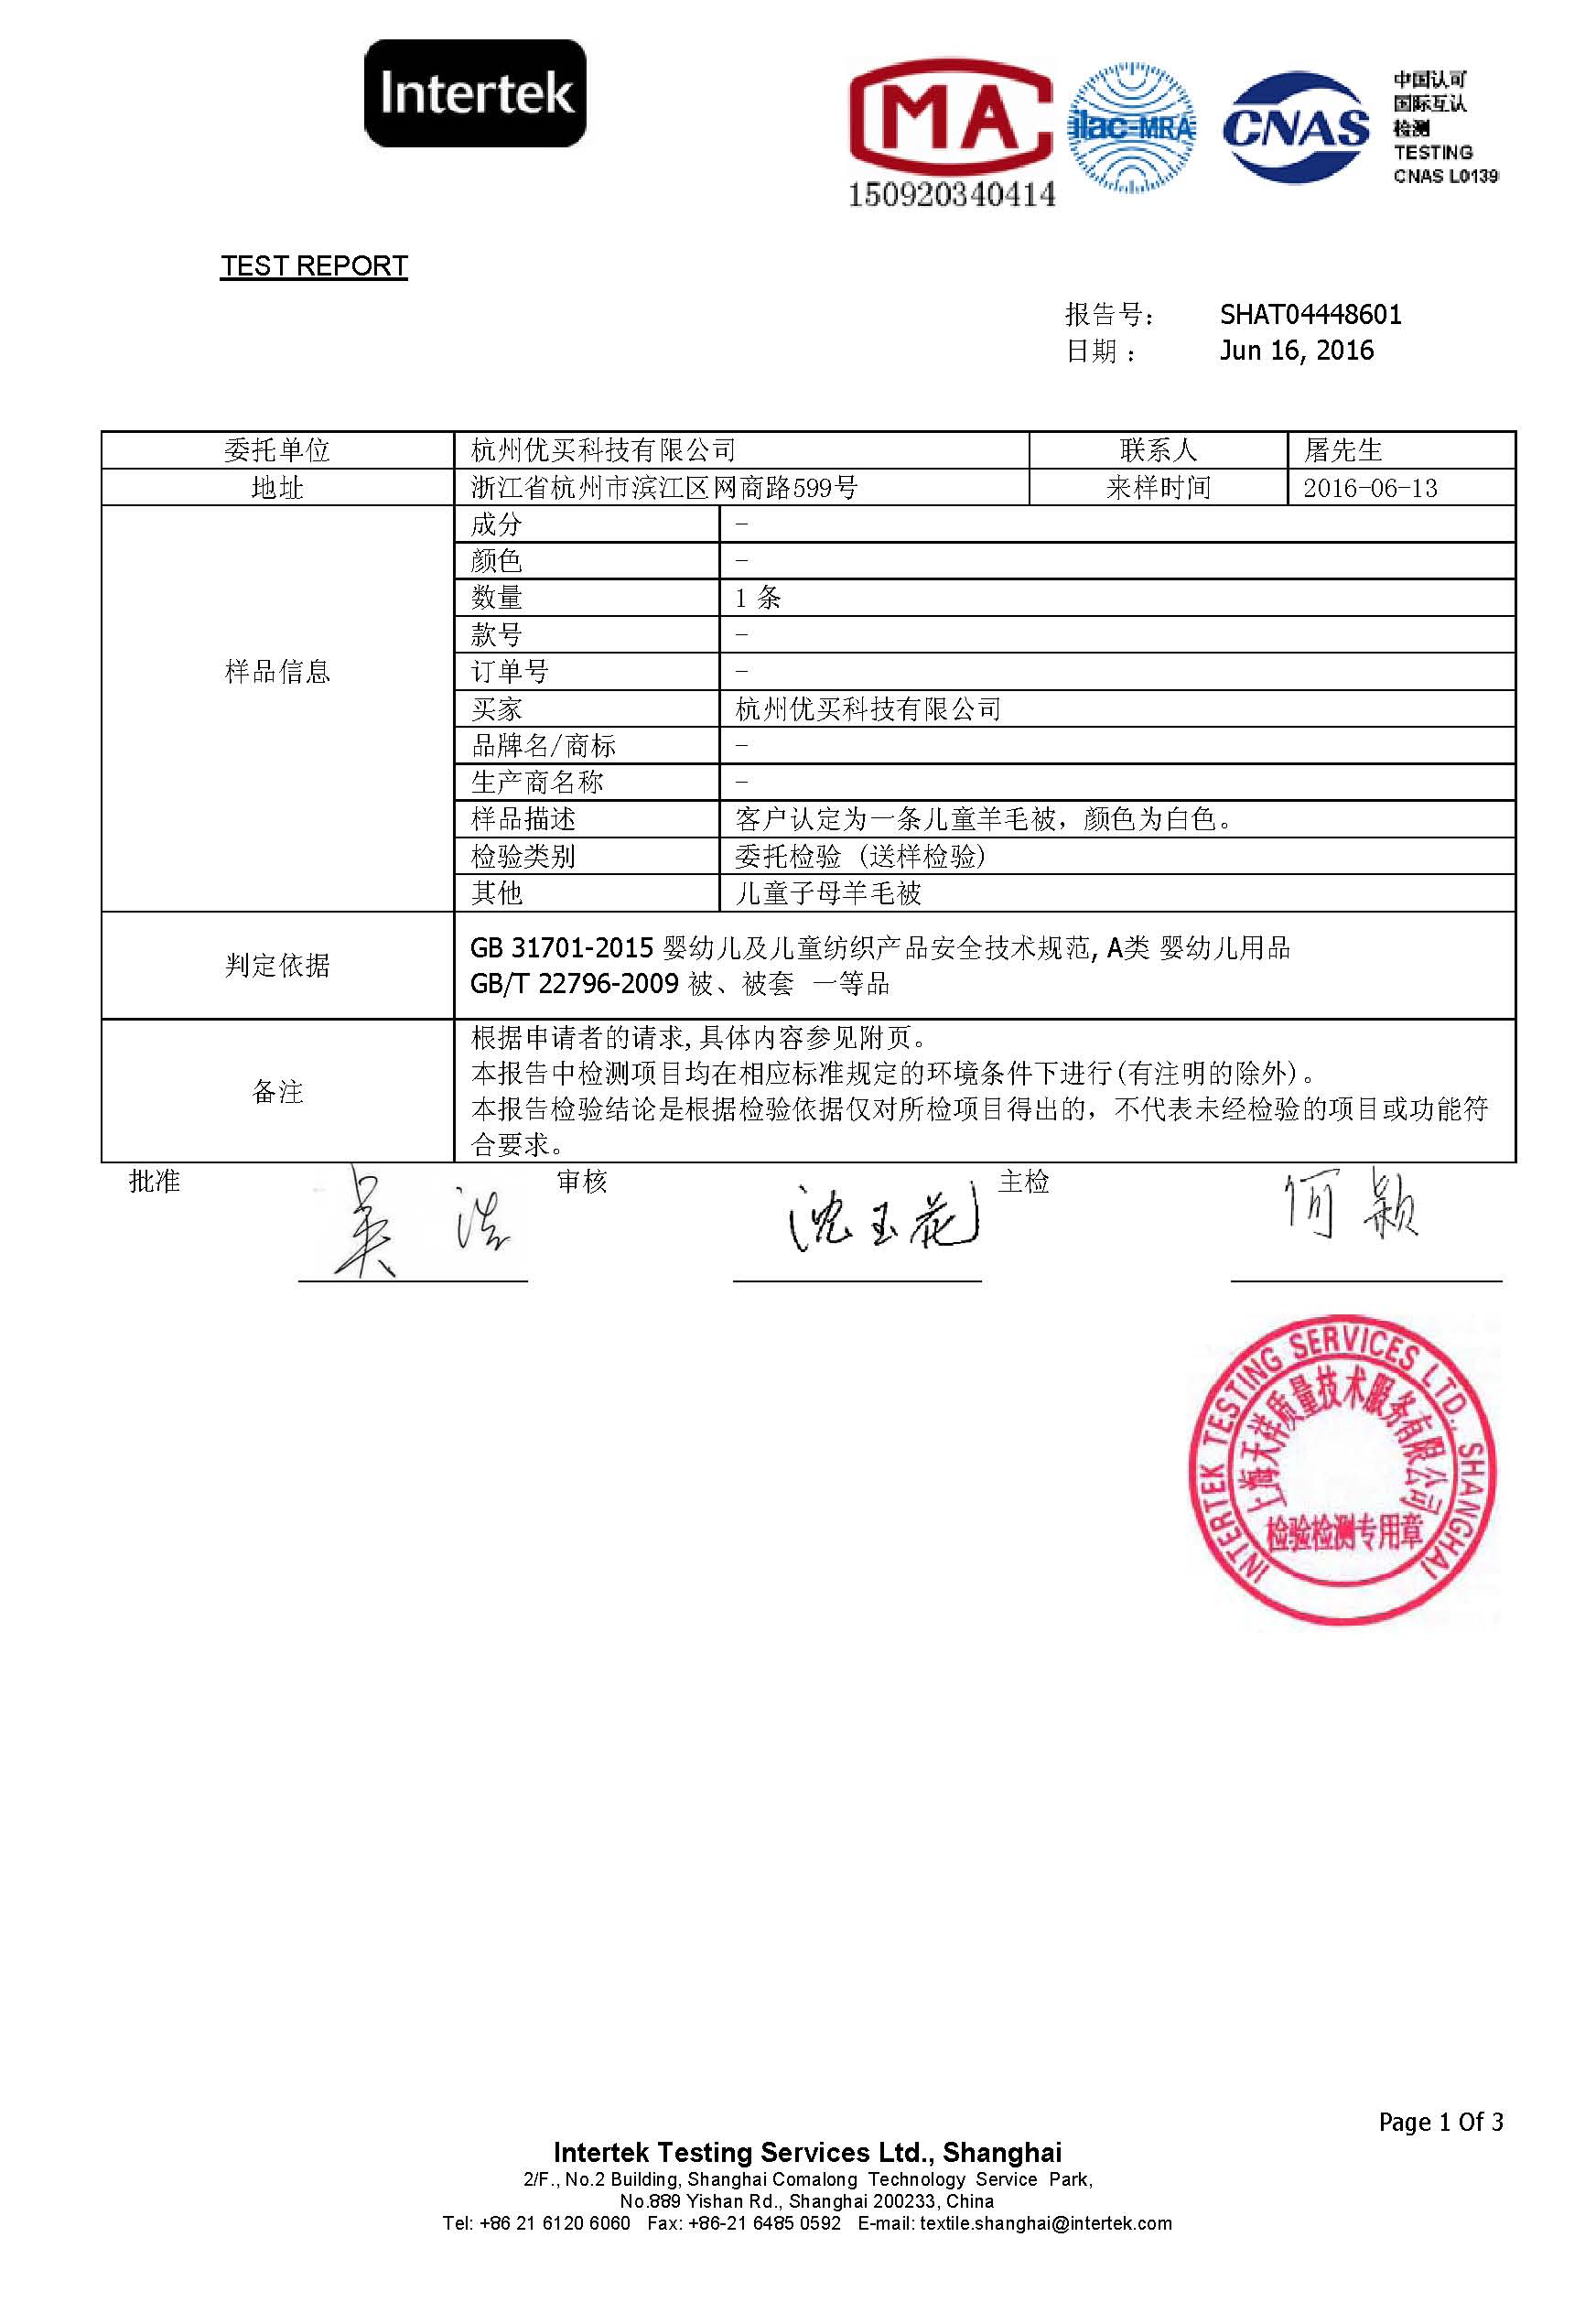 Intertek
MA
150920340414
ilac-MRA
CNAS
中国认可
国际互认
检测
TESTING
CNAS L0139
TEST REPORT
报告号： SHAT04448601
日期： Jun 16, 2016
委托单位 杭州优买科技有限公司 联系人 屠先生
地址 浙江省杭州市滨江区网商路599号 来样时间 2016-06-13
样品信息
成分 -
颜色 -
数量 1 条
款号 -
订单号 -
买家 杭州优买科技有限公司
品牌名/商标 -
生产商名称 -
样品描述 客户认定为一条儿童羊毛被，颜色为白色。
检验类别 委托检验 (送样检验)
其他 儿童子母羊毛被
判定依据
GB 31701-2015 婴幼儿及儿童纺织产品安全技术规范, A类 婴幼儿用品
GB/T 22796-2009 被、被套 一等品
备注
根据申请者的请求,具体内容参见附页。
本报告中检测项目均在相应标准规定的环境条件下进行(有注明的除外)。
本报告检验结论是根据检验依据仅对所检项目得出的，不代表未经检验的项目或功能符
合要求。
批准 吴浩 审核 沈玉花 主检 何颖
INTERTEK TESTING SERVICES LTD., SHANGHAI
上海天祥质量技术服务有限公司
检验检测专用章
Page 1 Of 3
Intertek Testing Services Ltd., Shanghai
2/F., No.2 Building, Shanghai Comalong Technology Service Park,
No.889 Yishan Rd., Shanghai 200233, China
Tel: +86 21 6120 6060 Fax: +86-21 6485 0592 E-mail: textile.shanghai@intertek.com